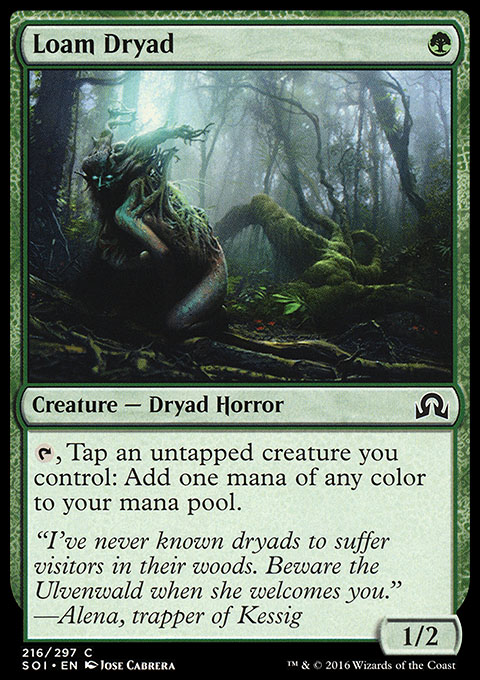 Loam Dryad
Creature — Dryad Horror
, Tap an untapped creature you
control: Add one mana of any color
to your mana pool.
“I’ve never known dryads to suffer
visitors in their woods. Beware the
Ulvenwald when she welcomes you.”
—Alena, trapper of Kessig
1/2
216/297 C
SOI • EN Jose Cabrera
™ & © 2016 Wizards of the Coast